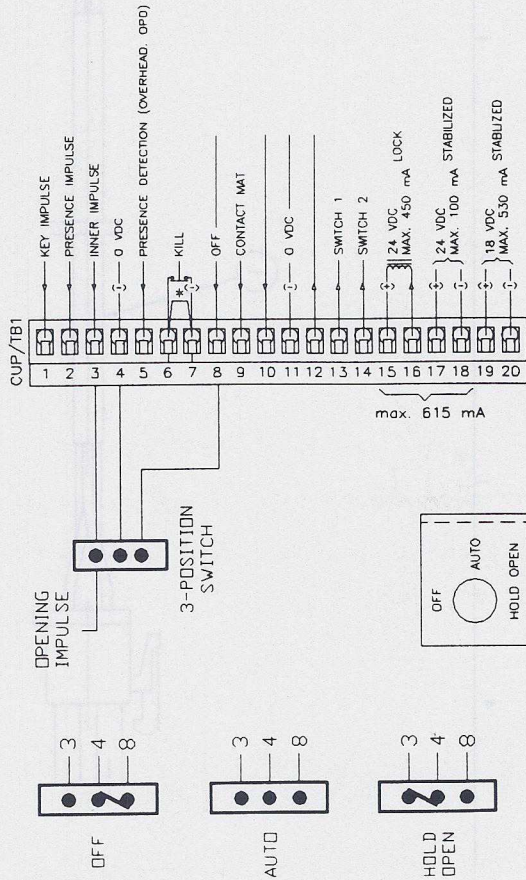 CUP/TB1
1 KEY IMPULSE
2 PRESENCE IMPULSE
3 INNER IMPULSE
4 (-) 0 VDC
5 PRESENCE DETECTION (OVERHEAD. OPD)
6
* KILL
7 (-)
8 OFF
9 CONTACT MAT
10
11 (-) 0 VDC
12
13 SWITCH 1
14 SWITCH 2
15 (+) 24 VDC
16 MAX. 450 mA LOCK
17 (+) 24 VDC
18 (-) MAX. 100 mA STABILIZED
19 (+) 18 VDC
20 (-) MAX. 530 mA STABLIZED
max. 615 mA
OPENING
IMPULSE
3-POSITION
SWITCH
OFF
AUTO
HOLD OPEN
OFF
3
4
8
AUTO
3
4
8
HOLD
OPEN
3
4
8